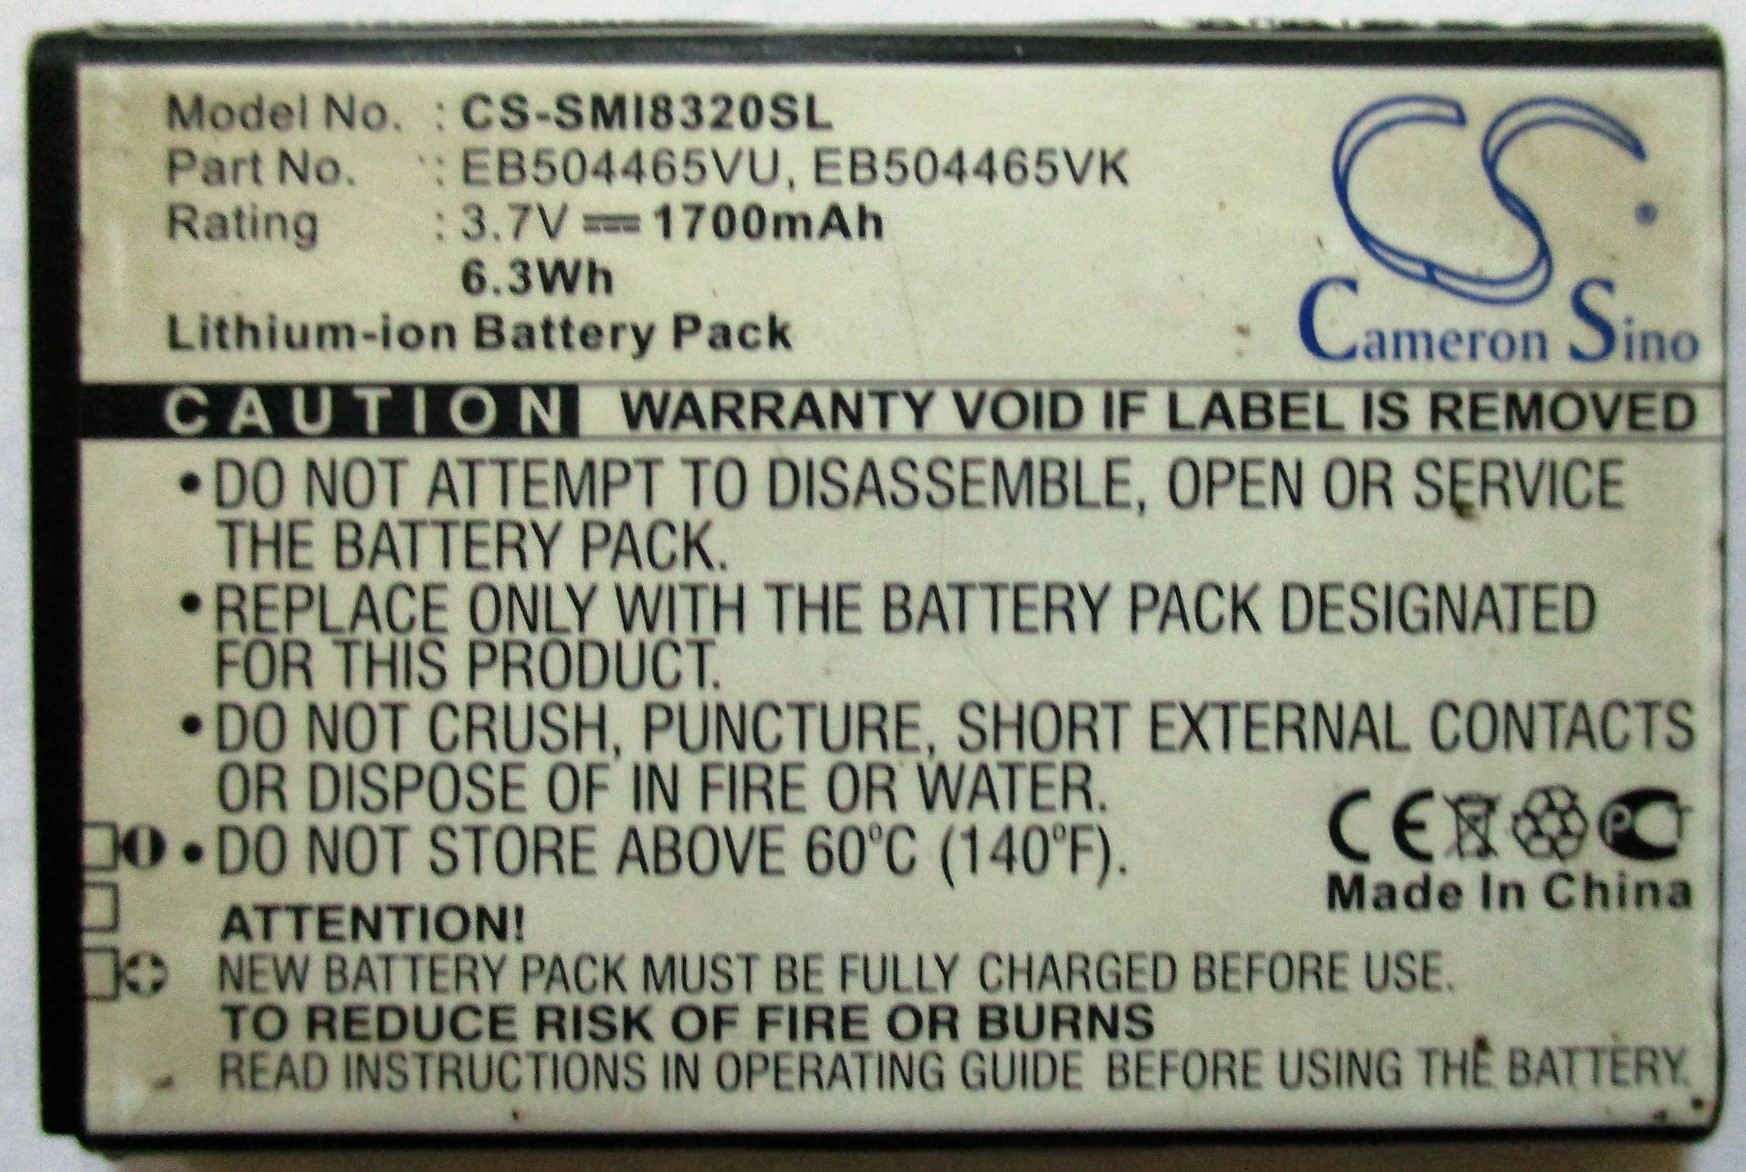 Model No. : CS-SMI8320SL
Part No. : EB504465VU, EB504465VK
Rating : 3.7V ⎓ 1700mAh
6.3Wh
Lithium-ion Battery Pack
CS ®
Cameron Sino
CAUTION WARRANTY VOID IF LABEL IS REMOVED
• DO NOT ATTEMPT TO DISASSEMBLE, OPEN OR SERVICE
THE BATTERY PACK.
• REPLACE ONLY WITH THE BATTERY PACK DESIGNATED
FOR THIS PRODUCT.
• DO NOT CRUSH, PUNCTURE, SHORT EXTERNAL CONTACTS
OR DISPOSE OF IN FIRE OR WATER.
• DO NOT STORE ABOVE 60°C (140°F).
CE PCT
Made In China
ATTENTION!
NEW BATTERY PACK MUST BE FULLY CHARGED BEFORE USE.
TO REDUCE RISK OF FIRE OR BURNS
READ INSTRUCTIONS IN OPERATING GUIDE BEFORE USING THE BATTERY.